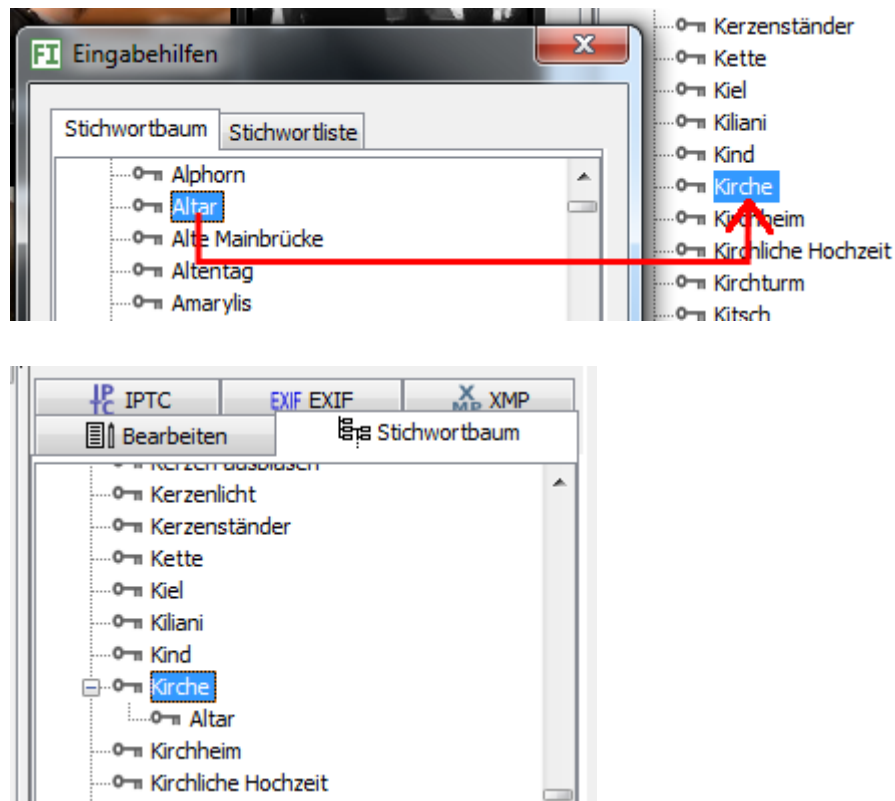 FI Eingabehilfen
Stichwortbaum Stichwortliste
Alphorn
Altar
Alte Mainbrücke
Altentag
Amarylis
Kerzenständer
Kette
Kiel
Kiliani
Kind
Kirche
Kirchheim
Kirchliche Hochzeit
Kirchturm
Kitsch
IPTC EXIF EXIF XMP XMP
Bearbeiten Stichwortbaum
Kerzen ausblasen
Kerzenlicht
Kerzenständer
Kette
Kiel
Kiliani
Kind
Kirche
Altar
Kirchheim
Kirchliche Hochzeit